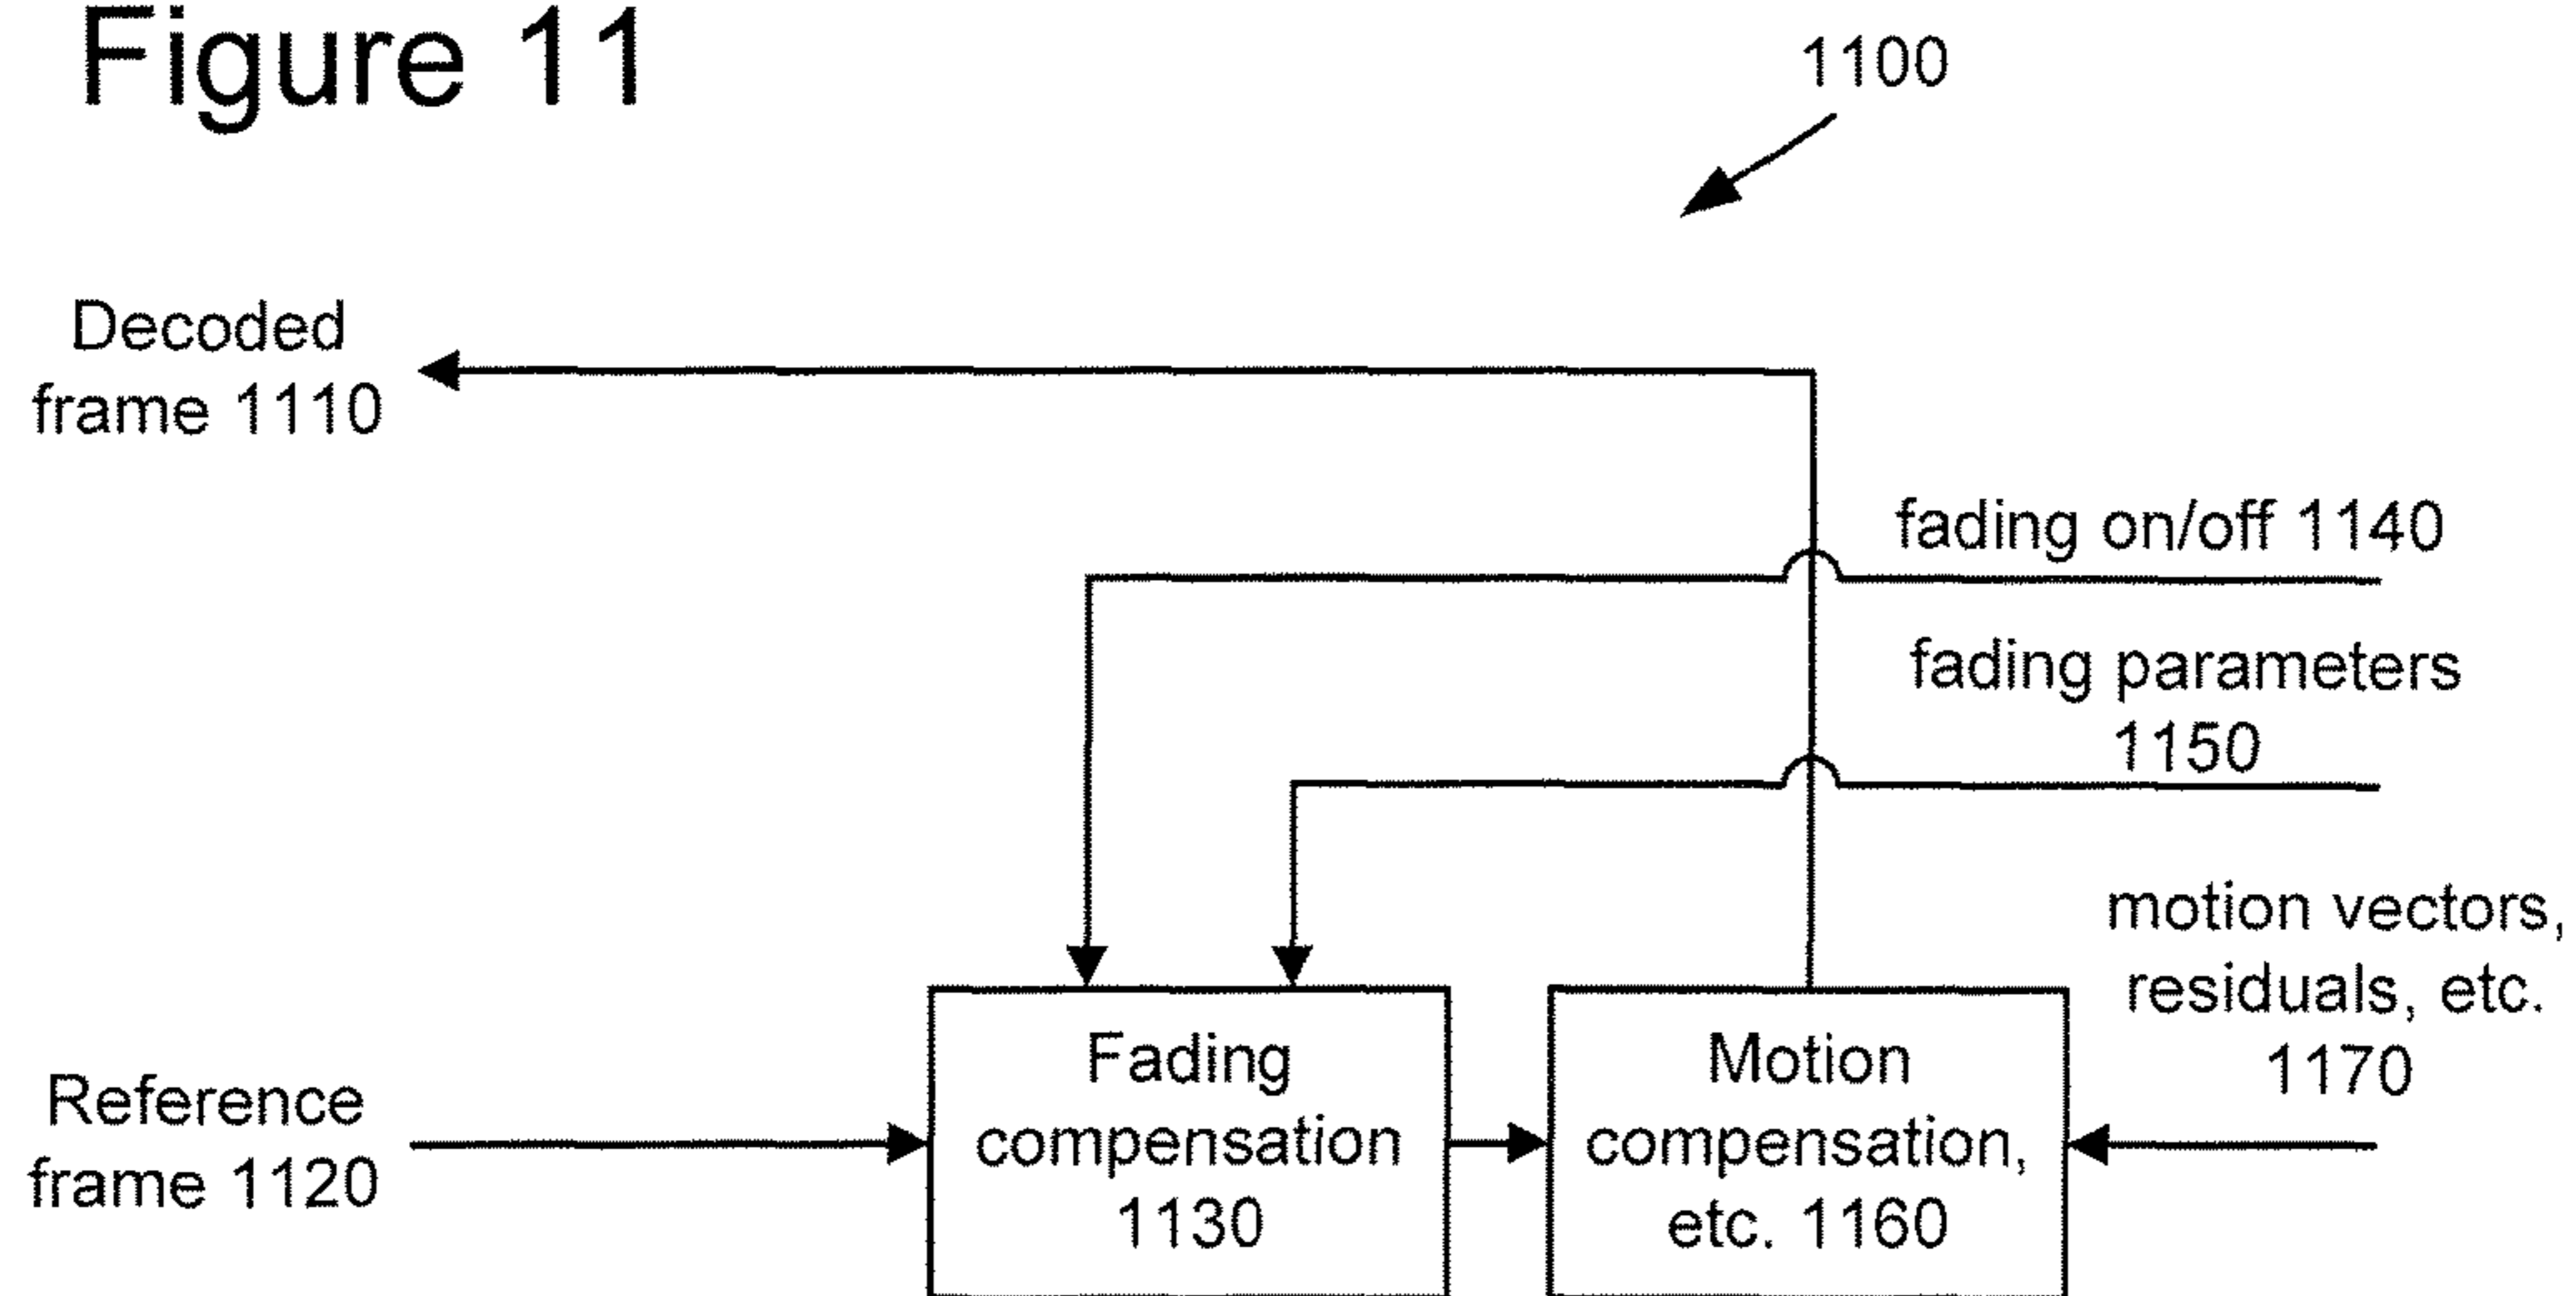 Figure 11
1100
Decoded
frame 1110
fading on/off 1140
fading parameters
1150
motion vectors,
residuals, etc.
1170
Reference
frame 1120
Fading
compensation
1130
Motion
compensation,
etc. 1160